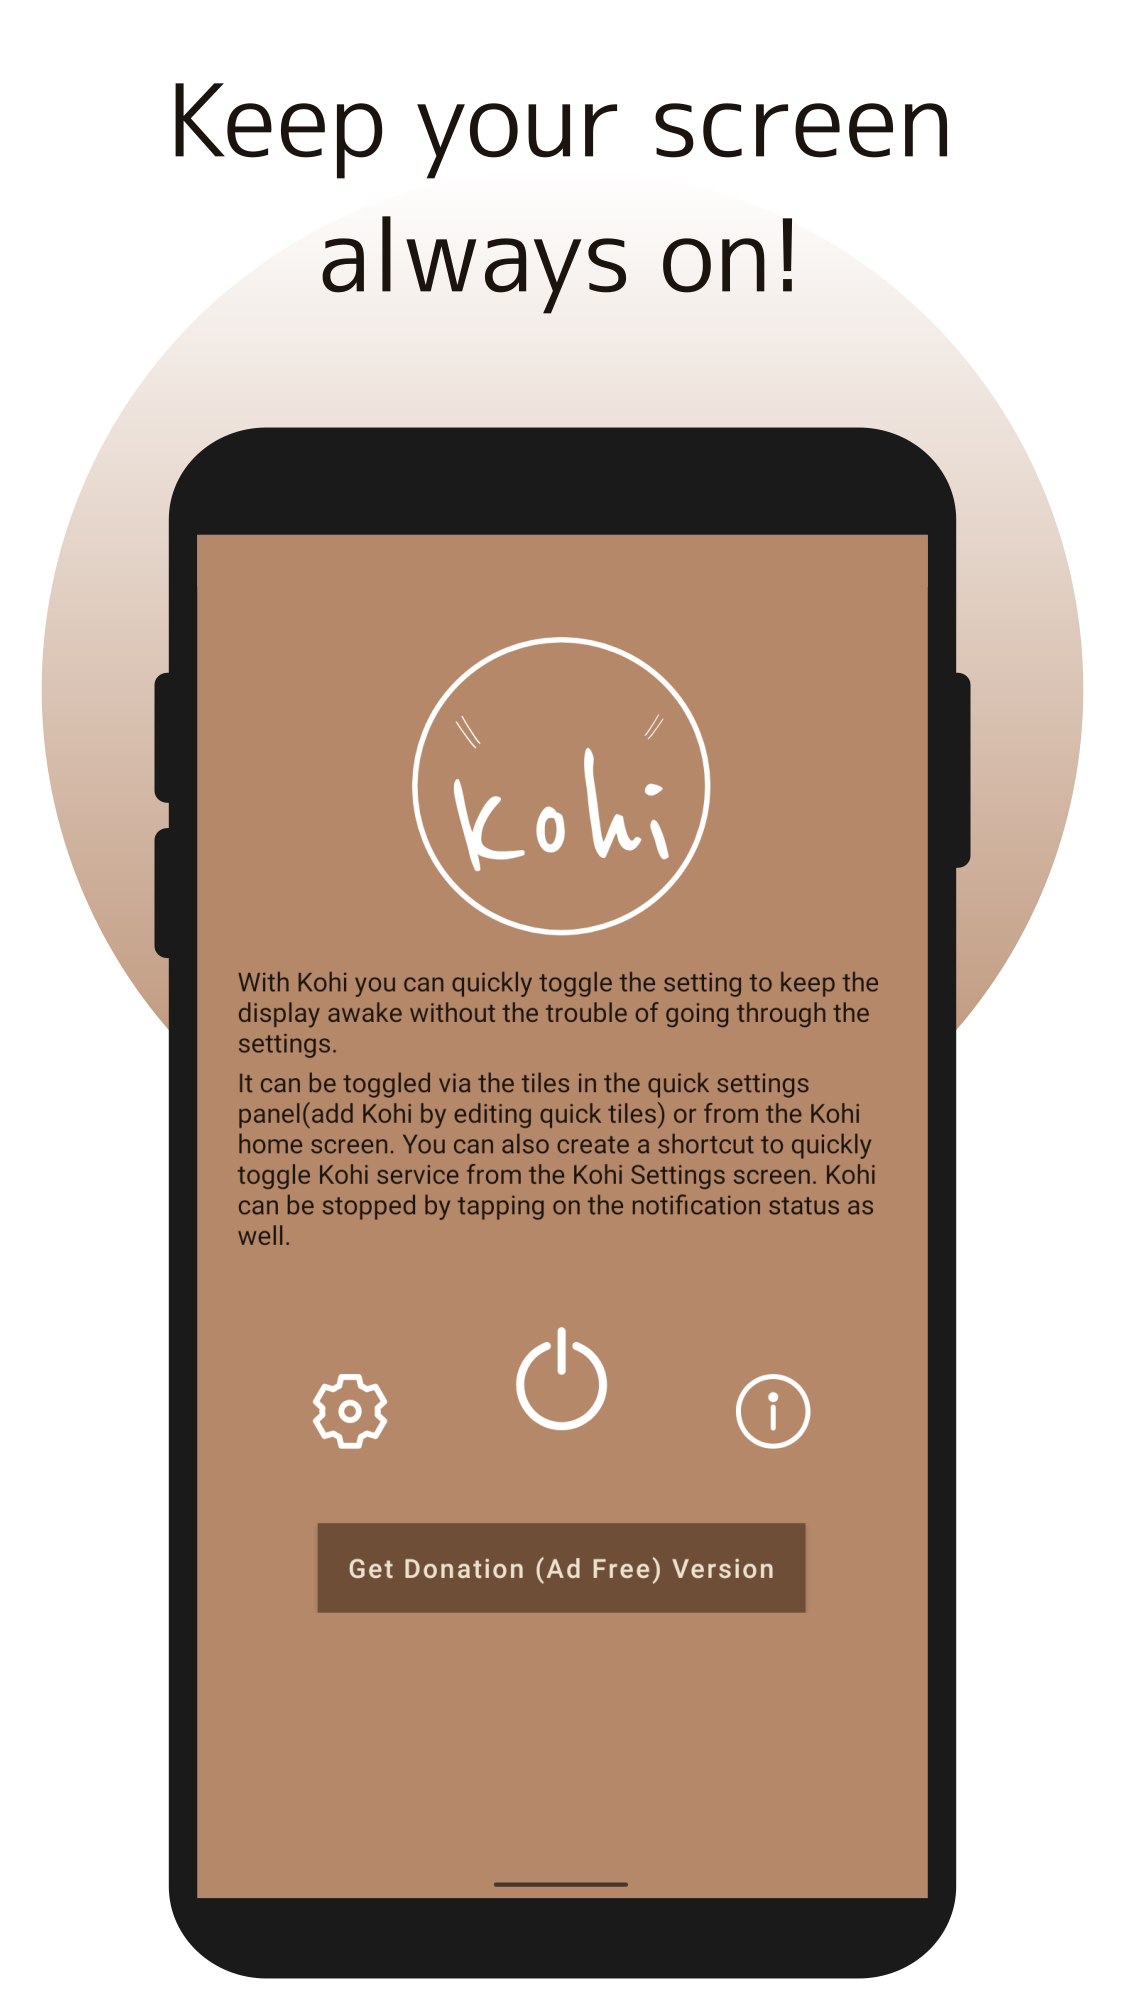 Keep your screen
always on!
kohi
With Kohi you can quickly toggle the setting to keep the
display awake without the trouble of going through the
settings.
It can be toggled via the tiles in the quick settings
panel(add Kohi by editing quick tiles) or from the Kohi
home screen. You can also create a shortcut to quickly
toggle Kohi service from the Kohi Settings screen. Kohi
can be stopped by tapping on the notification status as
well.
Get Donation (Ad Free) Version